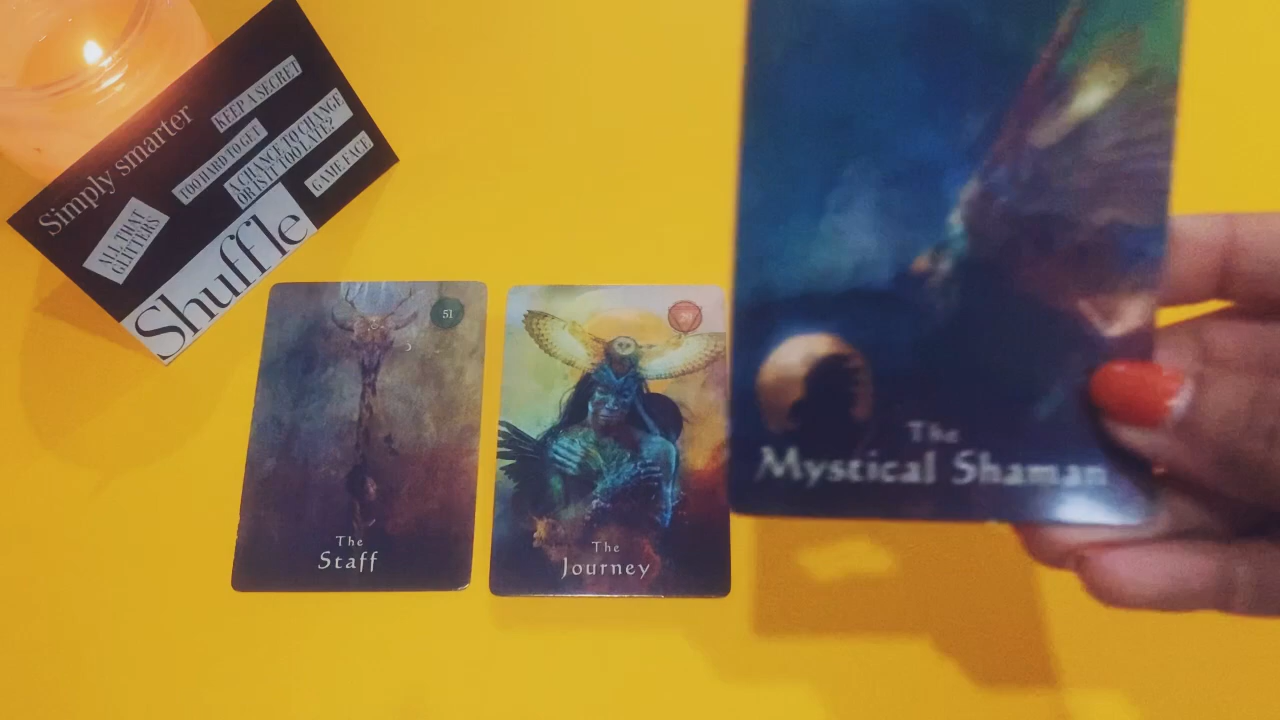 Simply smarter
KEEP A SECRET
TOO HARD TO GET
A CHANCE TO CHANGE
OR IS IT TOO LATE?
GAME FACE
ALL THAT
GLITTERS
Shuffle
51
The
Staff
The
Journey
The
Mystical Shaman